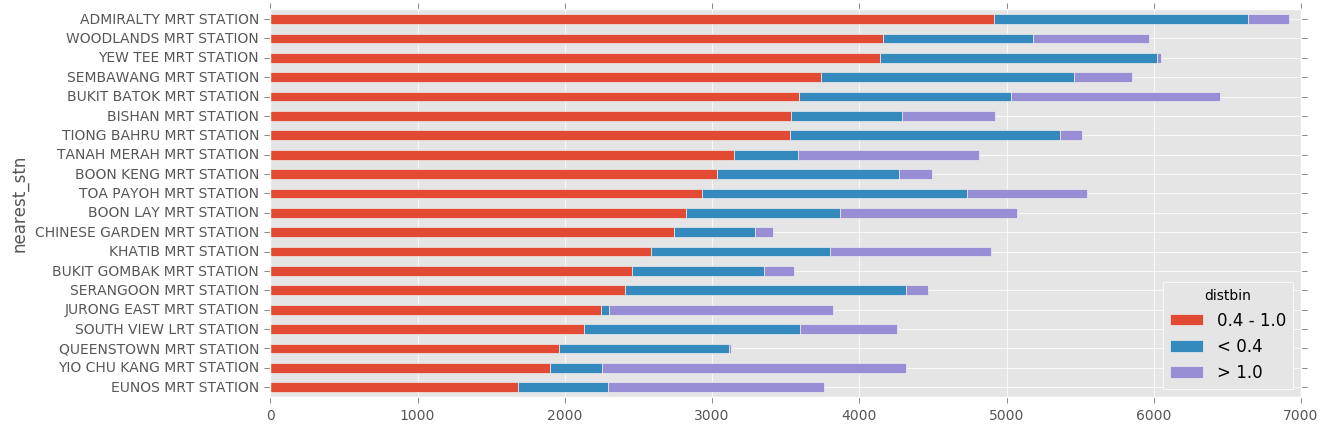 nearest_stn
ADMIRALTY MRT STATION
WOODLANDS MRT STATION
YEW TEE MRT STATION
SEMBAWANG MRT STATION
BUKIT BATOK MRT STATION
BISHAN MRT STATION
TIONG BAHRU MRT STATION
TANAH MERAH MRT STATION
BOON KENG MRT STATION
TOA PAYOH MRT STATION
BOON LAY MRT STATION
CHINESE GARDEN MRT STATION
KHATIB MRT STATION
BUKIT GOMBAK MRT STATION
SERANGOON MRT STATION
JURONG EAST MRT STATION
SOUTH VIEW LRT STATION
QUEENSTOWN MRT STATION
YIO CHU KANG MRT STATION
EUNOS MRT STATION
distbin
0.4 - 1.0
< 0.4
> 1.0
0 1000 2000 3000 4000 5000 6000 7000